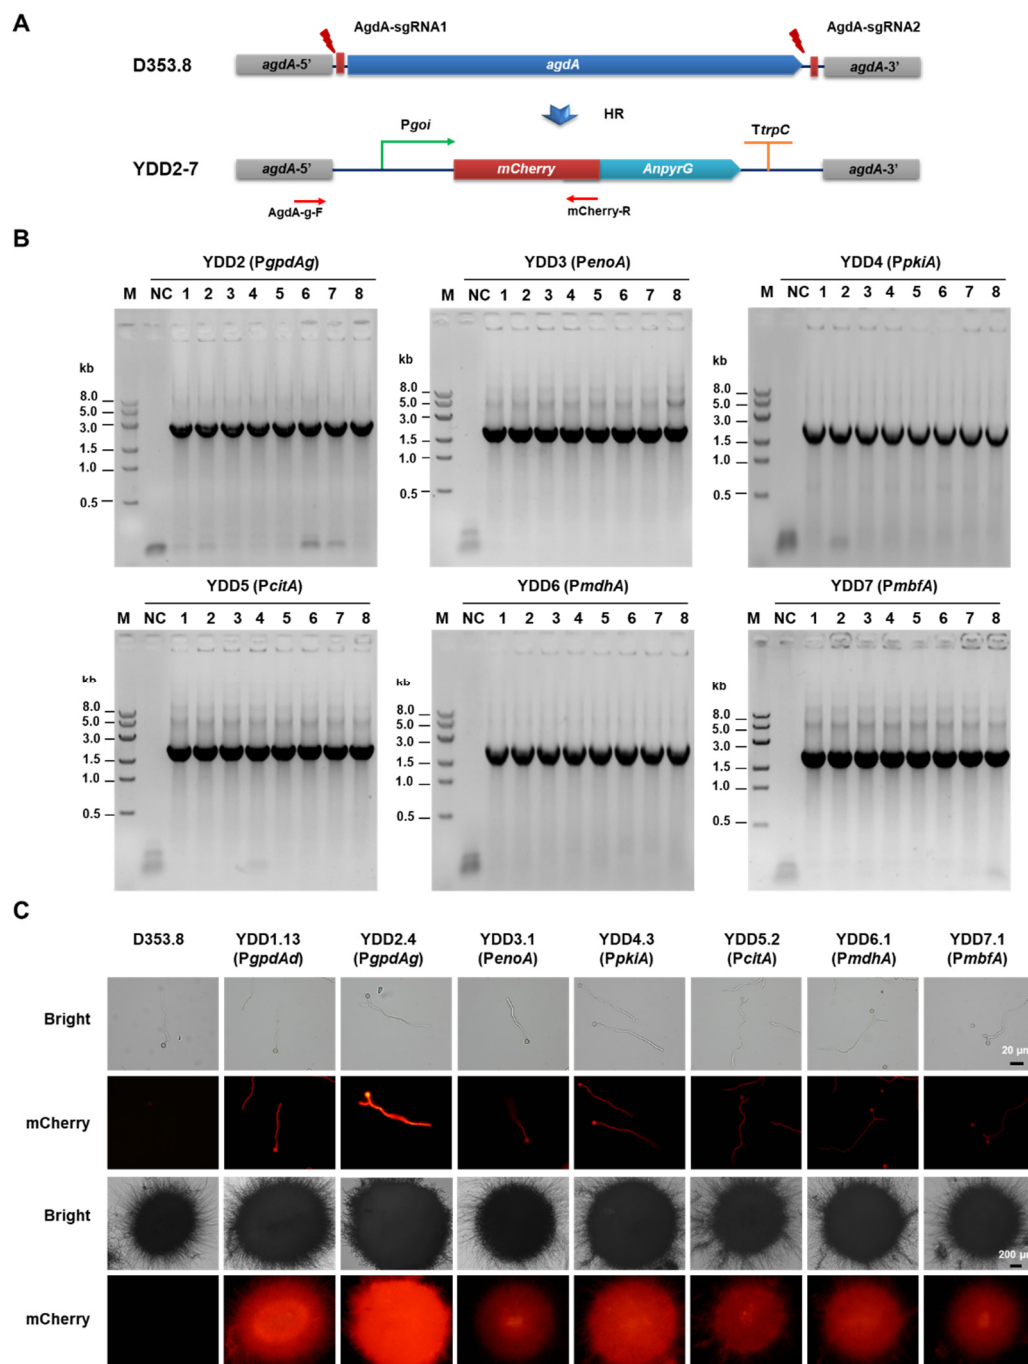 A
AgdA-sgRNA1 AgdA-sgRNA2
D353.8 agdA-5’ agdA agdA-3’
HR
Pgoi TtrpC
YDD2-7 agdA-5’ mCherry AnpyrG agdA-3’
AgdA-g-F mCherry-R
B
YDD2 (PgpdAg) YDD3 (PenoA) YDD4 (PpkiA)
M NC 1 2 3 4 5 6 7 8 M NC 1 2 3 4 5 6 7 8 M NC 1 2 3 4 5 6 7 8
kb kb kb
8.0 8.0 8.0
5.0 5.0 5.0
3.0 3.0 3.0
1.5 1.5 1.5
1.0 1.0 1.0
0.5 0.5 0.5
YDD5 (PcitA) YDD6 (PmdhA) YDD7 (PmbfA)
M NC 1 2 3 4 5 6 7 8 M NC 1 2 3 4 5 6 7 8 M NC 1 2 3 4 5 6 7 8
kb kb kb
8.0 8.0 8.0
5.0 5.0 5.0
3.0 3.0 3.0
1.5 1.5 1.5
1.0 1.0 1.0
0.5 0.5 0.5
C
D353.8 YDD1.13 YDD2.4 YDD3.1 YDD4.3 YDD5.2 YDD6.1 YDD7.1
(PgpdAd) (PgpdAg) (PenoA) (PpkiA) (PcitA) (PmdhA) (PmbfA)
Bright
20 µm
mCherry
Bright
200 µm
mCherry